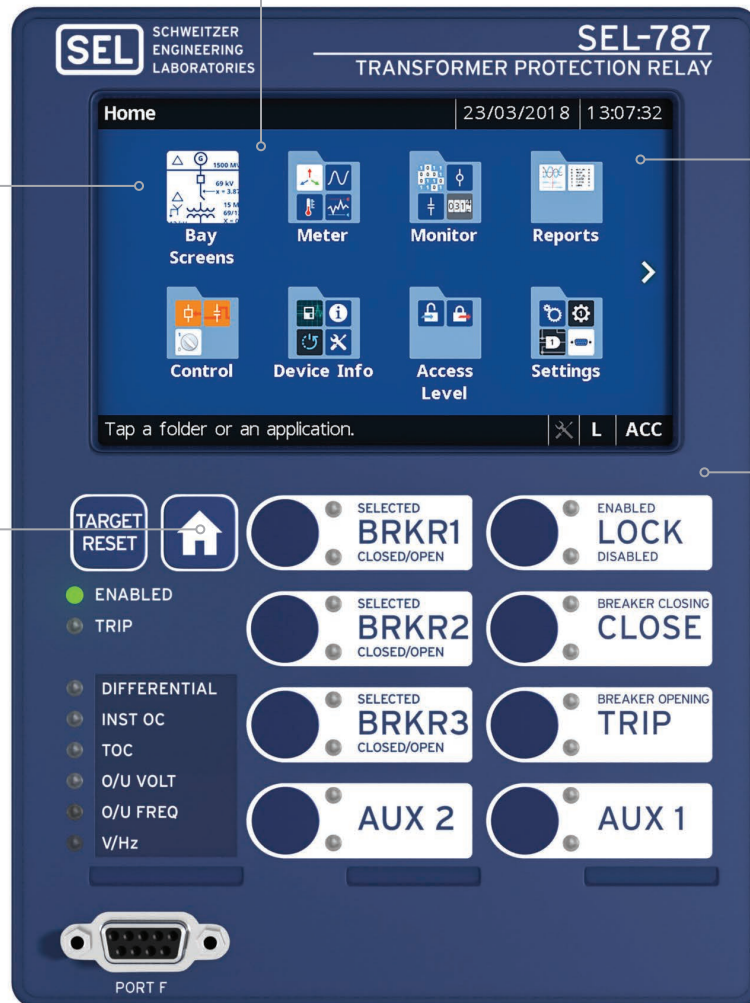 SEL
SCHWEITZER
ENGINEERING
LABORATORIES
SEL-787
TRANSFORMER PROTECTION RELAY
Home 23/03/2018 13:07:32
1500
69 kV
Bay
Screens
Meter
Monitor
Reports
Control
Device Info
Access
Level
Settings
Tap a folder or an application. L ACC
TARGET
RESET
SELECTED
BRKR1
CLOSED/OPEN
ENABLED
LOCK
DISABLED
ENABLED
TRIP
SELECTED
BRKR2
CLOSED/OPEN
BREAKER CLOSING
CLOSE
DIFFERENTIAL
INST OC
TOC
O/U VOLT
O/U FREQ
V/Hz
SELECTED
BRKR3
CLOSED/OPEN
BREAKER OPENING
TRIP
AUX 2
AUX 1
PORT F